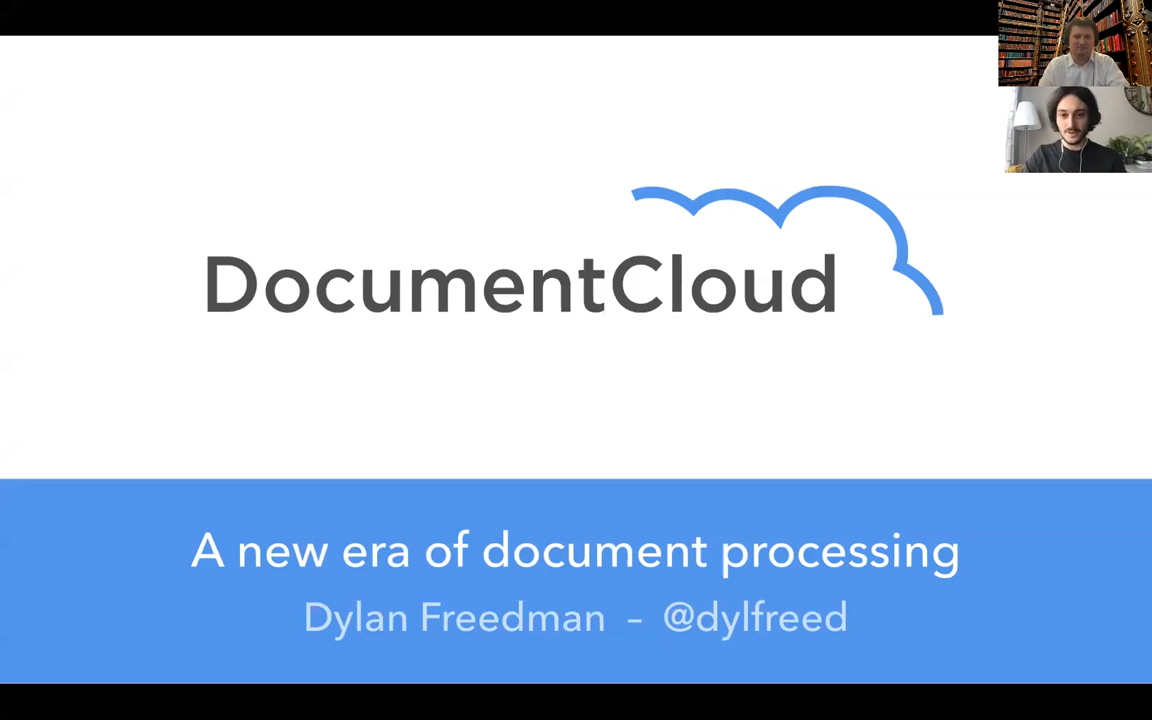 DocumentCloud
A new era of document processing
Dylan Freedman – @dylfreed